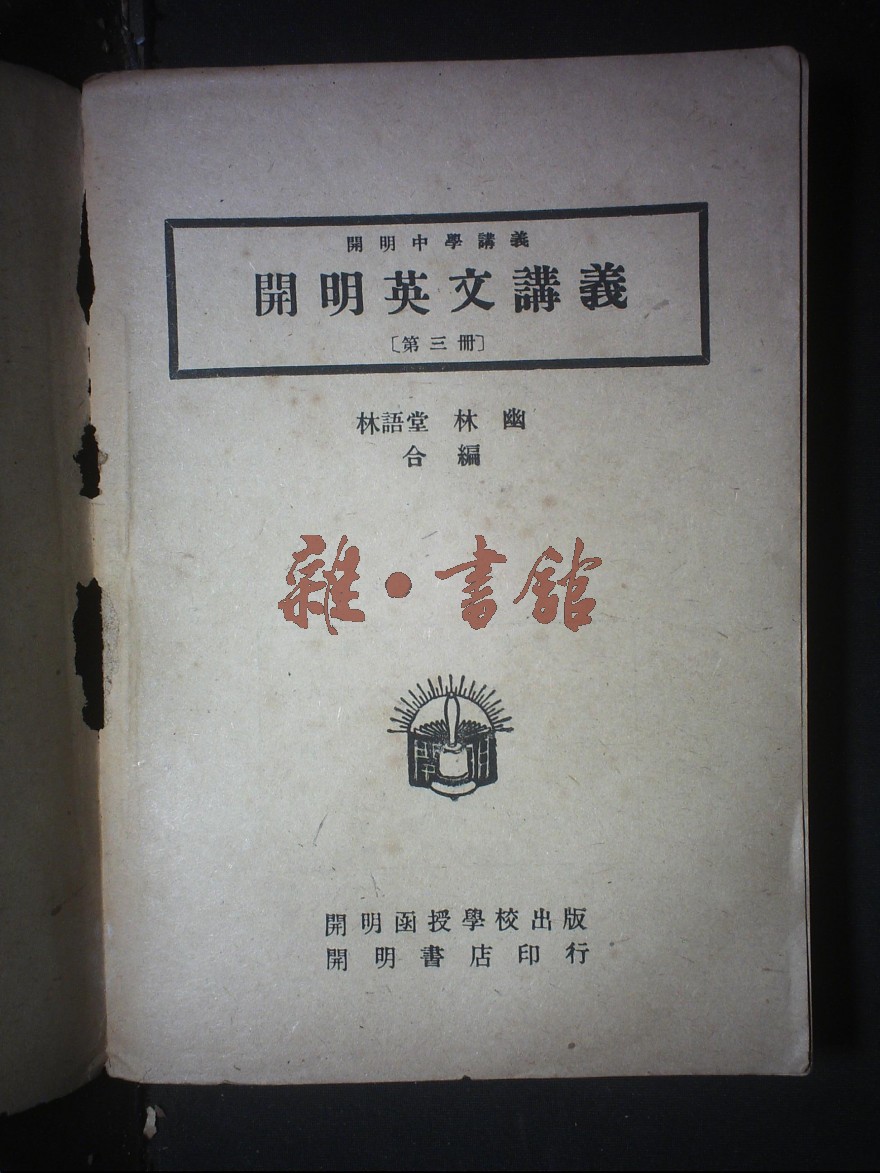 開明中學講義
開明英文講義
〔第三冊〕
林語堂 林幽
合編
雜·書館
開明函授學校出版
開明書店印行